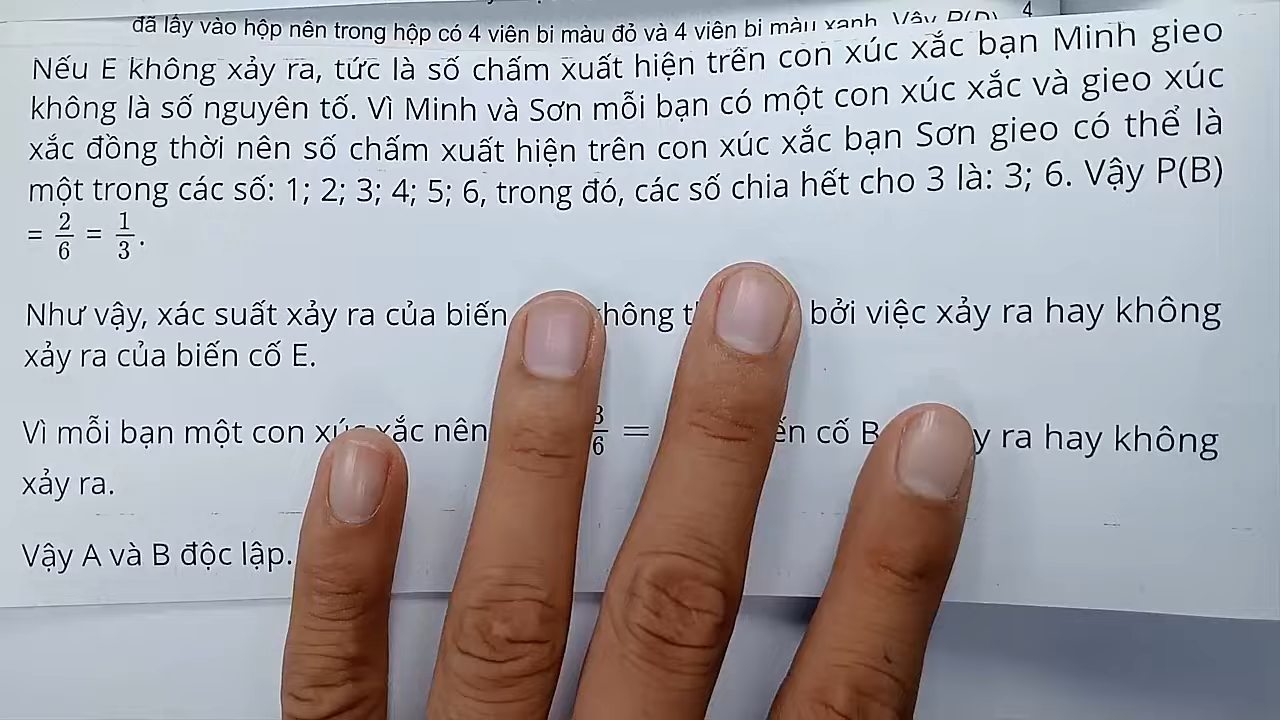 đã lấy vào hộp nên trong hộp có 4 viên bi màu đỏ và 4 viên bi màu xanh. Vậy P(D) 4
Nếu E không xảy ra, tức là số chấm xuất hiện trên con xúc xắc bạn Minh gieo
không là số nguyên tố. Vì Minh và Sơn mỗi bạn có một con xúc xắc và gieo xúc
xắc đồng thời nên số chấm xuất hiện trên con xúc xắc bạn Sơn gieo có thể là
một trong các số: 1; 2; 3; 4; 5; 6, trong đó, các số chia hết cho 3 là: 3; 6. Vậy P(B)
= 2/6 = 1/3.
Như vậy, xác suất xảy ra của biến không bởi việc xảy ra hay không
xảy ra của biến cố E.
Vì mỗi bạn một con xúc xắc nên 3/6 = biến cố B xảy ra hay không
xảy ra.
Vậy A và B độc lập.